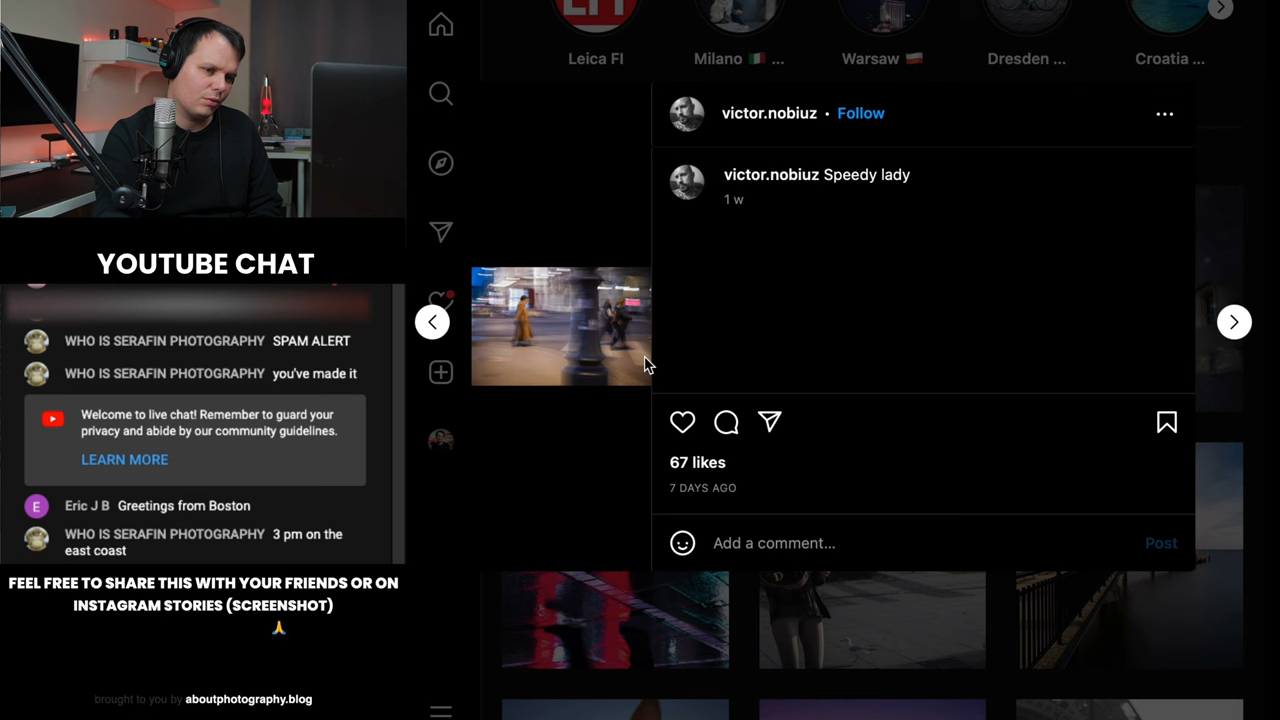 Leica FI
Milano 🇮🇹 ...
Warsaw 🇵🇱
Dresden ...
Croatia ...
victor.nobiuz • Follow
victor.nobiuz Speedy lady
1 w
67 likes
7 DAYS AGO
Add a comment...
Post
YOUTUBE CHAT
WHO IS SERAFIN PHOTOGRAPHY SPAM ALERT
WHO IS SERAFIN PHOTOGRAPHY you've made it
Welcome to live chat! Remember to guard your
privacy and abide by our community guidelines.
LEARN MORE
E
Eric J B Greetings from Boston
WHO IS SERAFIN PHOTOGRAPHY 3 pm on the
east coast
FEEL FREE TO SHARE THIS WITH YOUR FRIENDS OR ON
INSTAGRAM STORIES (SCREENSHOT)
🙏
brought to you by aboutphotography.blog